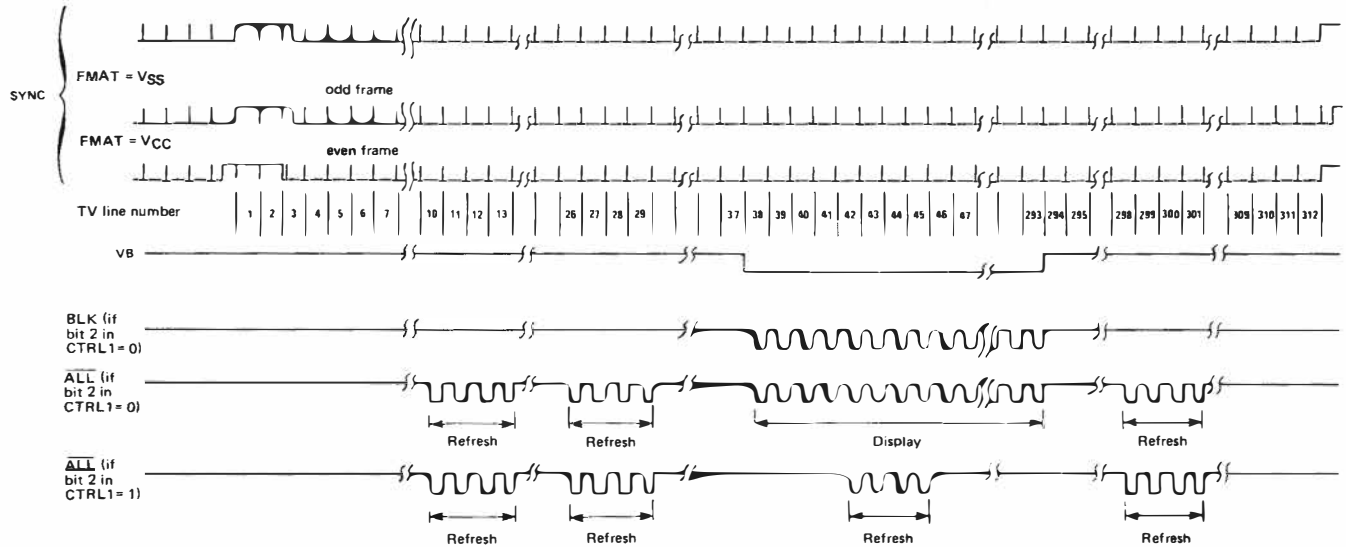 SYNC
FMAT = VSS
odd frame
FMAT = VCC
even frame
TV line number 1 2 3 4 5 6 7 10 11 12 13 26 27 28 29 37 38 39 40 41 42 43 44 45 46 47 293 294 295 298 299 300 301 309 310 311 312
VB
BLK (if
bit 2 in
CTRL1=0)
ALL (if
bit 2 in
CTRL1=0)
Refresh Refresh Display Refresh
ALL (if
bit 2 in
CTRL1=1)
Refresh Refresh Refresh Refresh